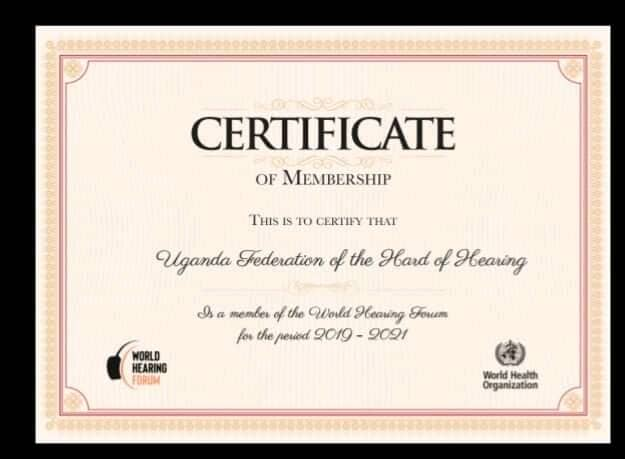 CERTIFICATE
OF MEMBERSHIP
THIS IS TO CERTIFY THAT
Uganda Federation of the Hard of Hearing
Is a member of the World Hearing Forum
for the period 2019 - 2021
WORLD
HEARING
FORUM
World Health
Organization